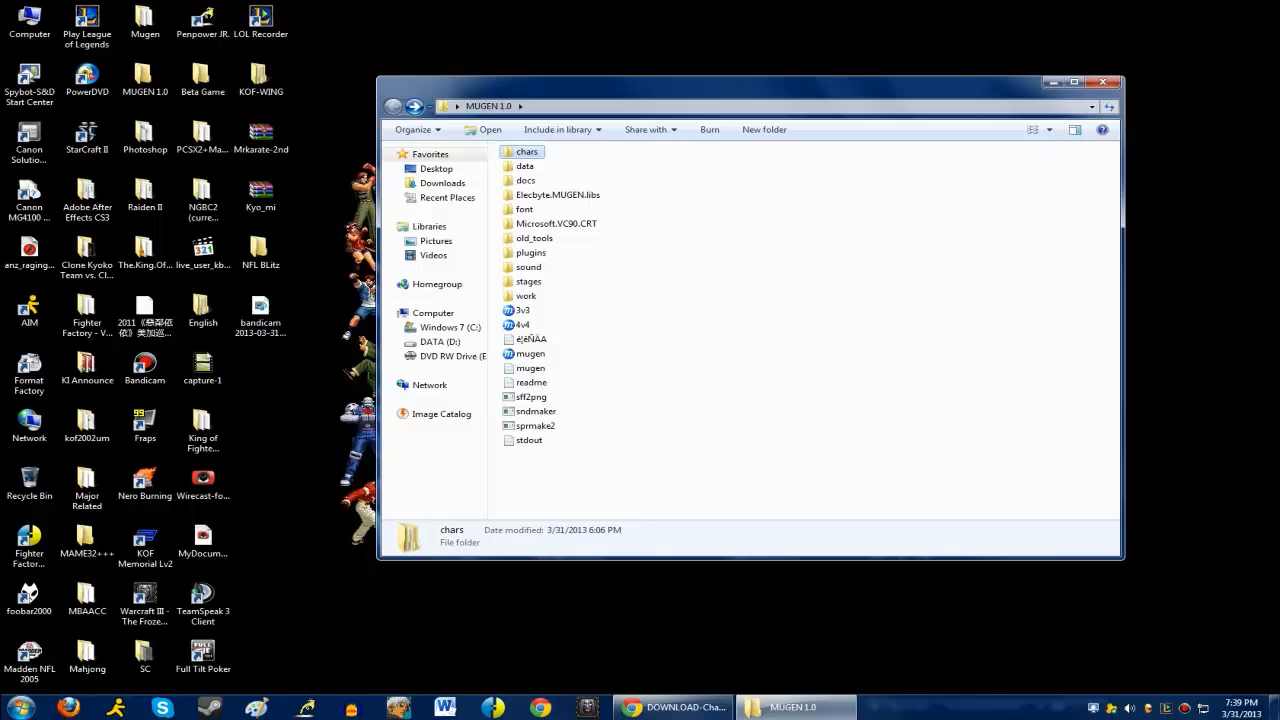 Computer
Play League
of Legends
Mugen
Penpower JR.
LOL Recorder
Spybot-S&D
Start Center
PowerDVD
MUGEN 1.0
Beta Game
KOF-WING
Canon
Solutio...
StarCraft II
Photoshop
PCSX2+Ma...
Mrkarate-2nd
Canon
MG4100 ...
Adobe After
Effects CS3
Raiden II
NGBC2
(curre...
Kyo_mi
anz_raging...
Clone Kyoko
Team vs. Cl...
The.King.Of...
live_user_kb...
NFL BLitz
AIM
Fighter
Factory - V...
2011
English
bandicam
2013-03-31...
Format
Factory
KI Announce
Bandicam
capture-1
Network
kof2002um
Fraps
King of
Fighte...
Recycle Bin
Major
Related
Nero Burning
Wirecast-fo...
Fighter
Factor...
MAME32+++
KOF
Memorial Lv2
MyDocum...
foobar2000
MBAACC
Warcraft III -
The Froze...
TeamSpeak 3
Client
Madden NFL
2005
Mahjong
SC
Full Tilt Poker
MUGEN 1.0
Organize
Open
Include in library
Share with
Burn
New folder
Favorites
Desktop
Downloads
Recent Places
Libraries
Pictures
Videos
Homegroup
Computer
Windows 7 (C:)
DATA (D:)
DVD RW Drive (E
Network
Image Catalog
chars
data
docs
Elecbyte.MUGEN.libs
font
Microsoft.VC90.CRT
old_tools
plugins
sound
stages
work
3v3
4v4
mugen
mugen
readme
sff2png
sndmaker
sprmake2
stdout
chars
Date modified: 3/31/2013 6:06 PM
File folder
DOWNLOAD-Cha...
MUGEN 1.0
7:39 PM
3/31/2013